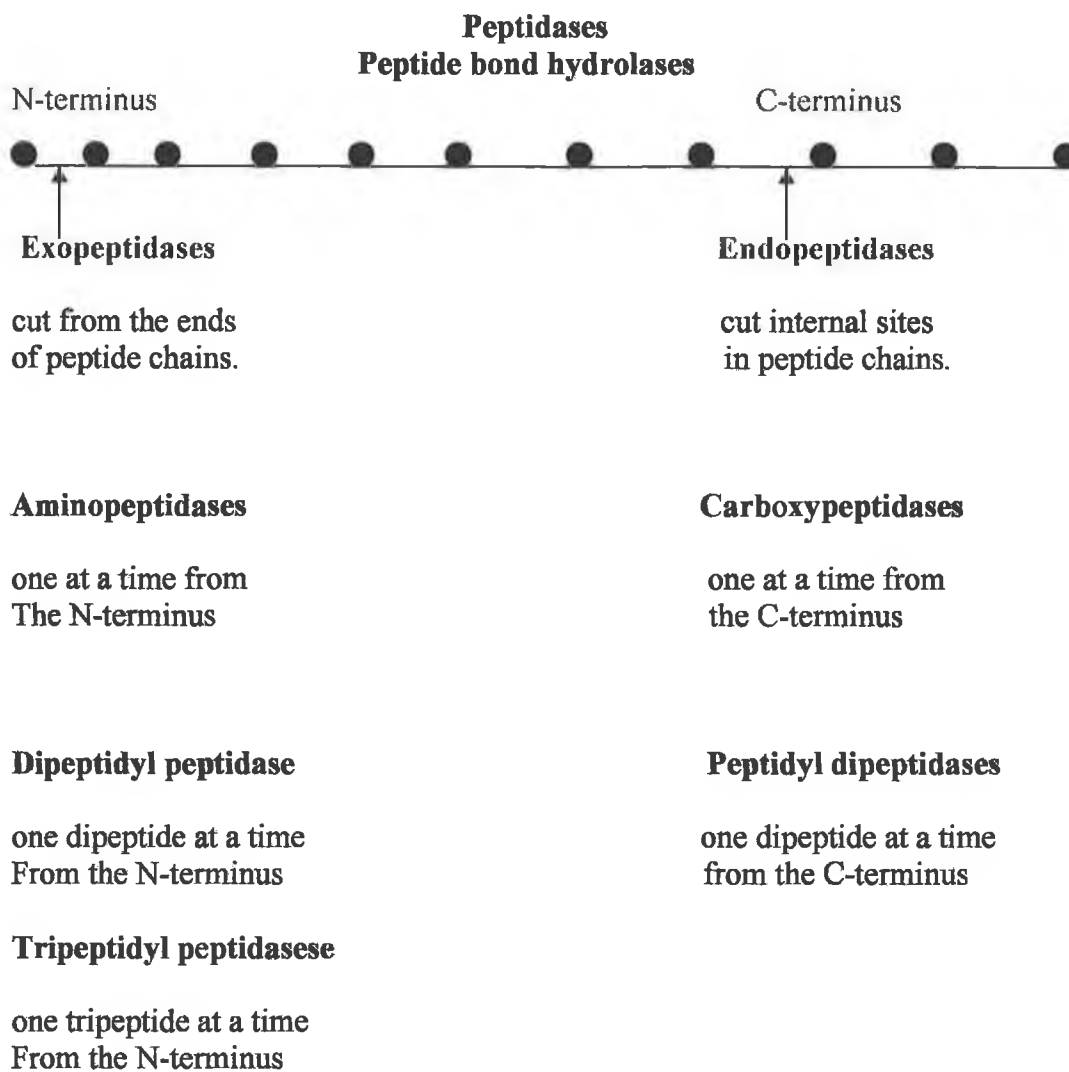 Peptidases
Peptide bond hydrolases
N-terminus
C-terminus
Exopeptidases
Endopeptidases
cut from the ends
of peptide chains.
cut internal sites
in peptide chains.
Aminopeptidases
Carboxypeptidases
one at a time from
The N-terminus
one at a time from
the C-terminus
Dipeptidyl peptidase
Peptidyl dipeptidases
one dipeptide at a time
From the N-terminus
one dipeptide at a time
from the C-terminus
Tripeptidyl peptidasese
one tripeptide at a time
From the N-terminus